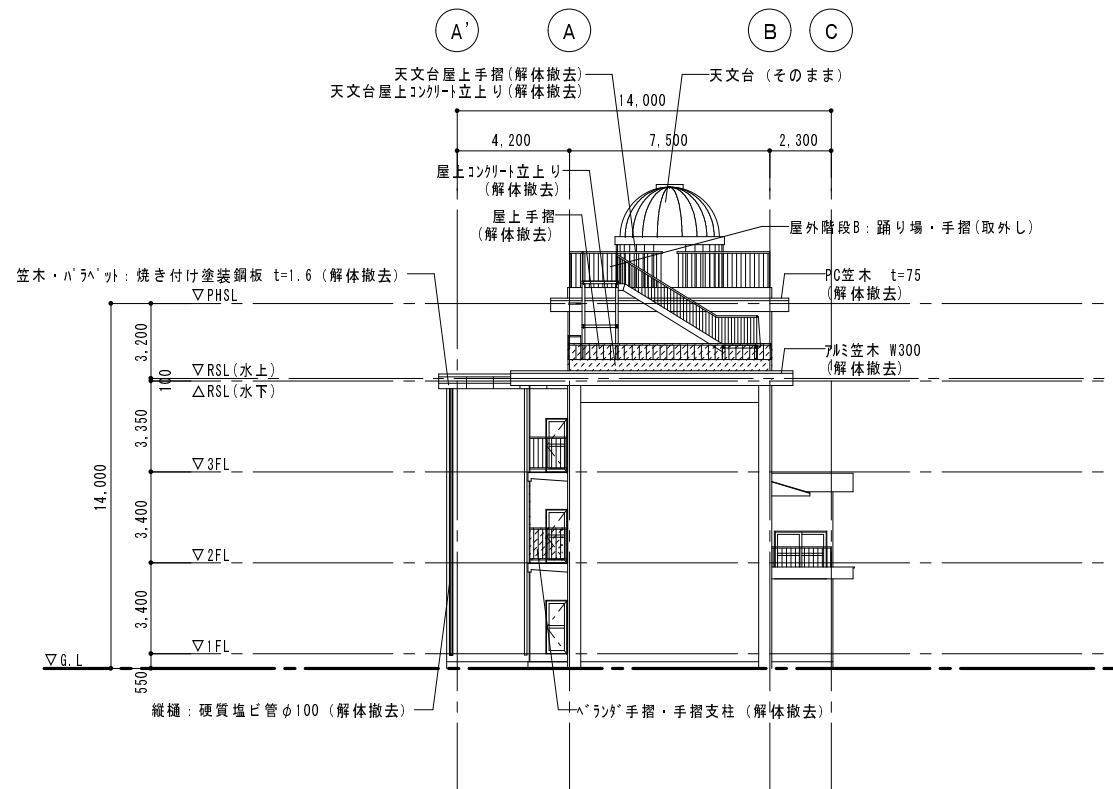 A'
A
B
C
天文台屋上手摺(解体撤去)
天文台屋上ｺﾝｸﾘｰﾄ立上り(解体撤去)
天文台 (そのまま)
14,000
4,200
7,500
2,300
屋上ｺﾝｸﾘｰﾄ立上り
(解体撤去)
屋上手摺
(解体撤去)
屋外階段B：踊り場・手摺(取外し)
笠木・ﾊﾟﾗﾍﾟｯﾄ：焼き付け塗装鋼板 t=1.6 (解体撤去)
PC笠木 t=75
(解体撤去)
▽PHSL
3,200
ｱﾙﾐ笠木 W300
(解体撤去)
▽RSL(水上)
100
△RSL(水下)
3,350
▽3FL
14,000
3,400
▽2FL
3,400
▽1FL
▽G.L
550
縦樋：硬質塩ビ管φ100 (解体撤去)
ﾍﾞﾗﾝﾀﾞ手摺・手摺支柱 (解体撤去)